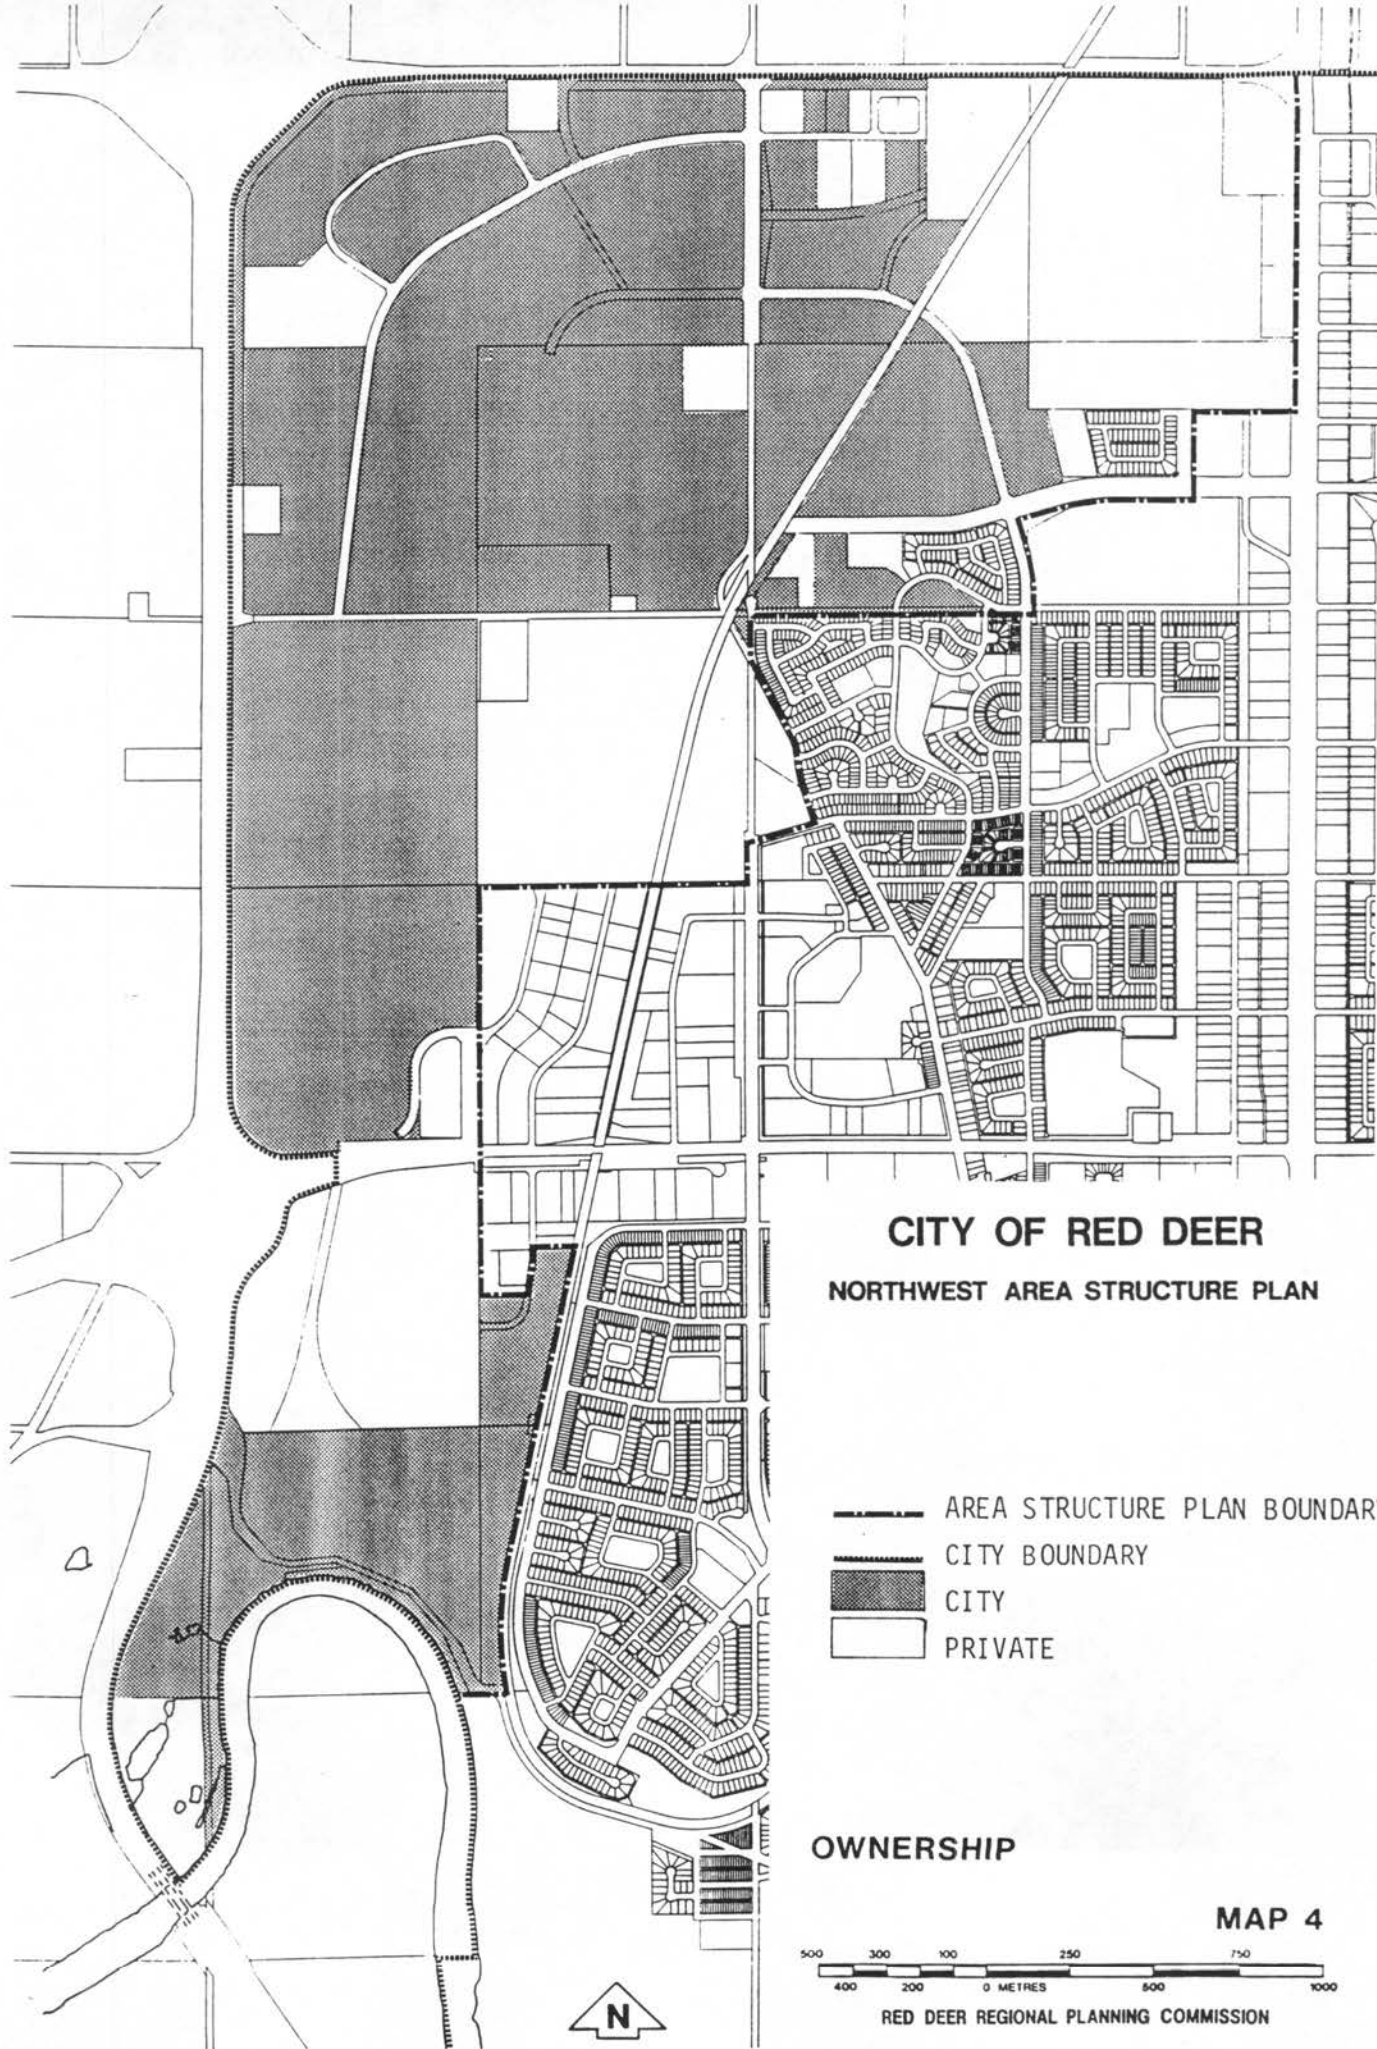 CITY OF RED DEER
NORTHWEST AREA STRUCTURE PLAN
AREA STRUCTURE PLAN BOUNDAR
CITY BOUNDARY
CITY
PRIVATE
OWNERSHIP
MAP 4
500 300 100 250 750
400 200 0 METRES 500 1000
RED DEER REGIONAL PLANNING COMMISSION
N